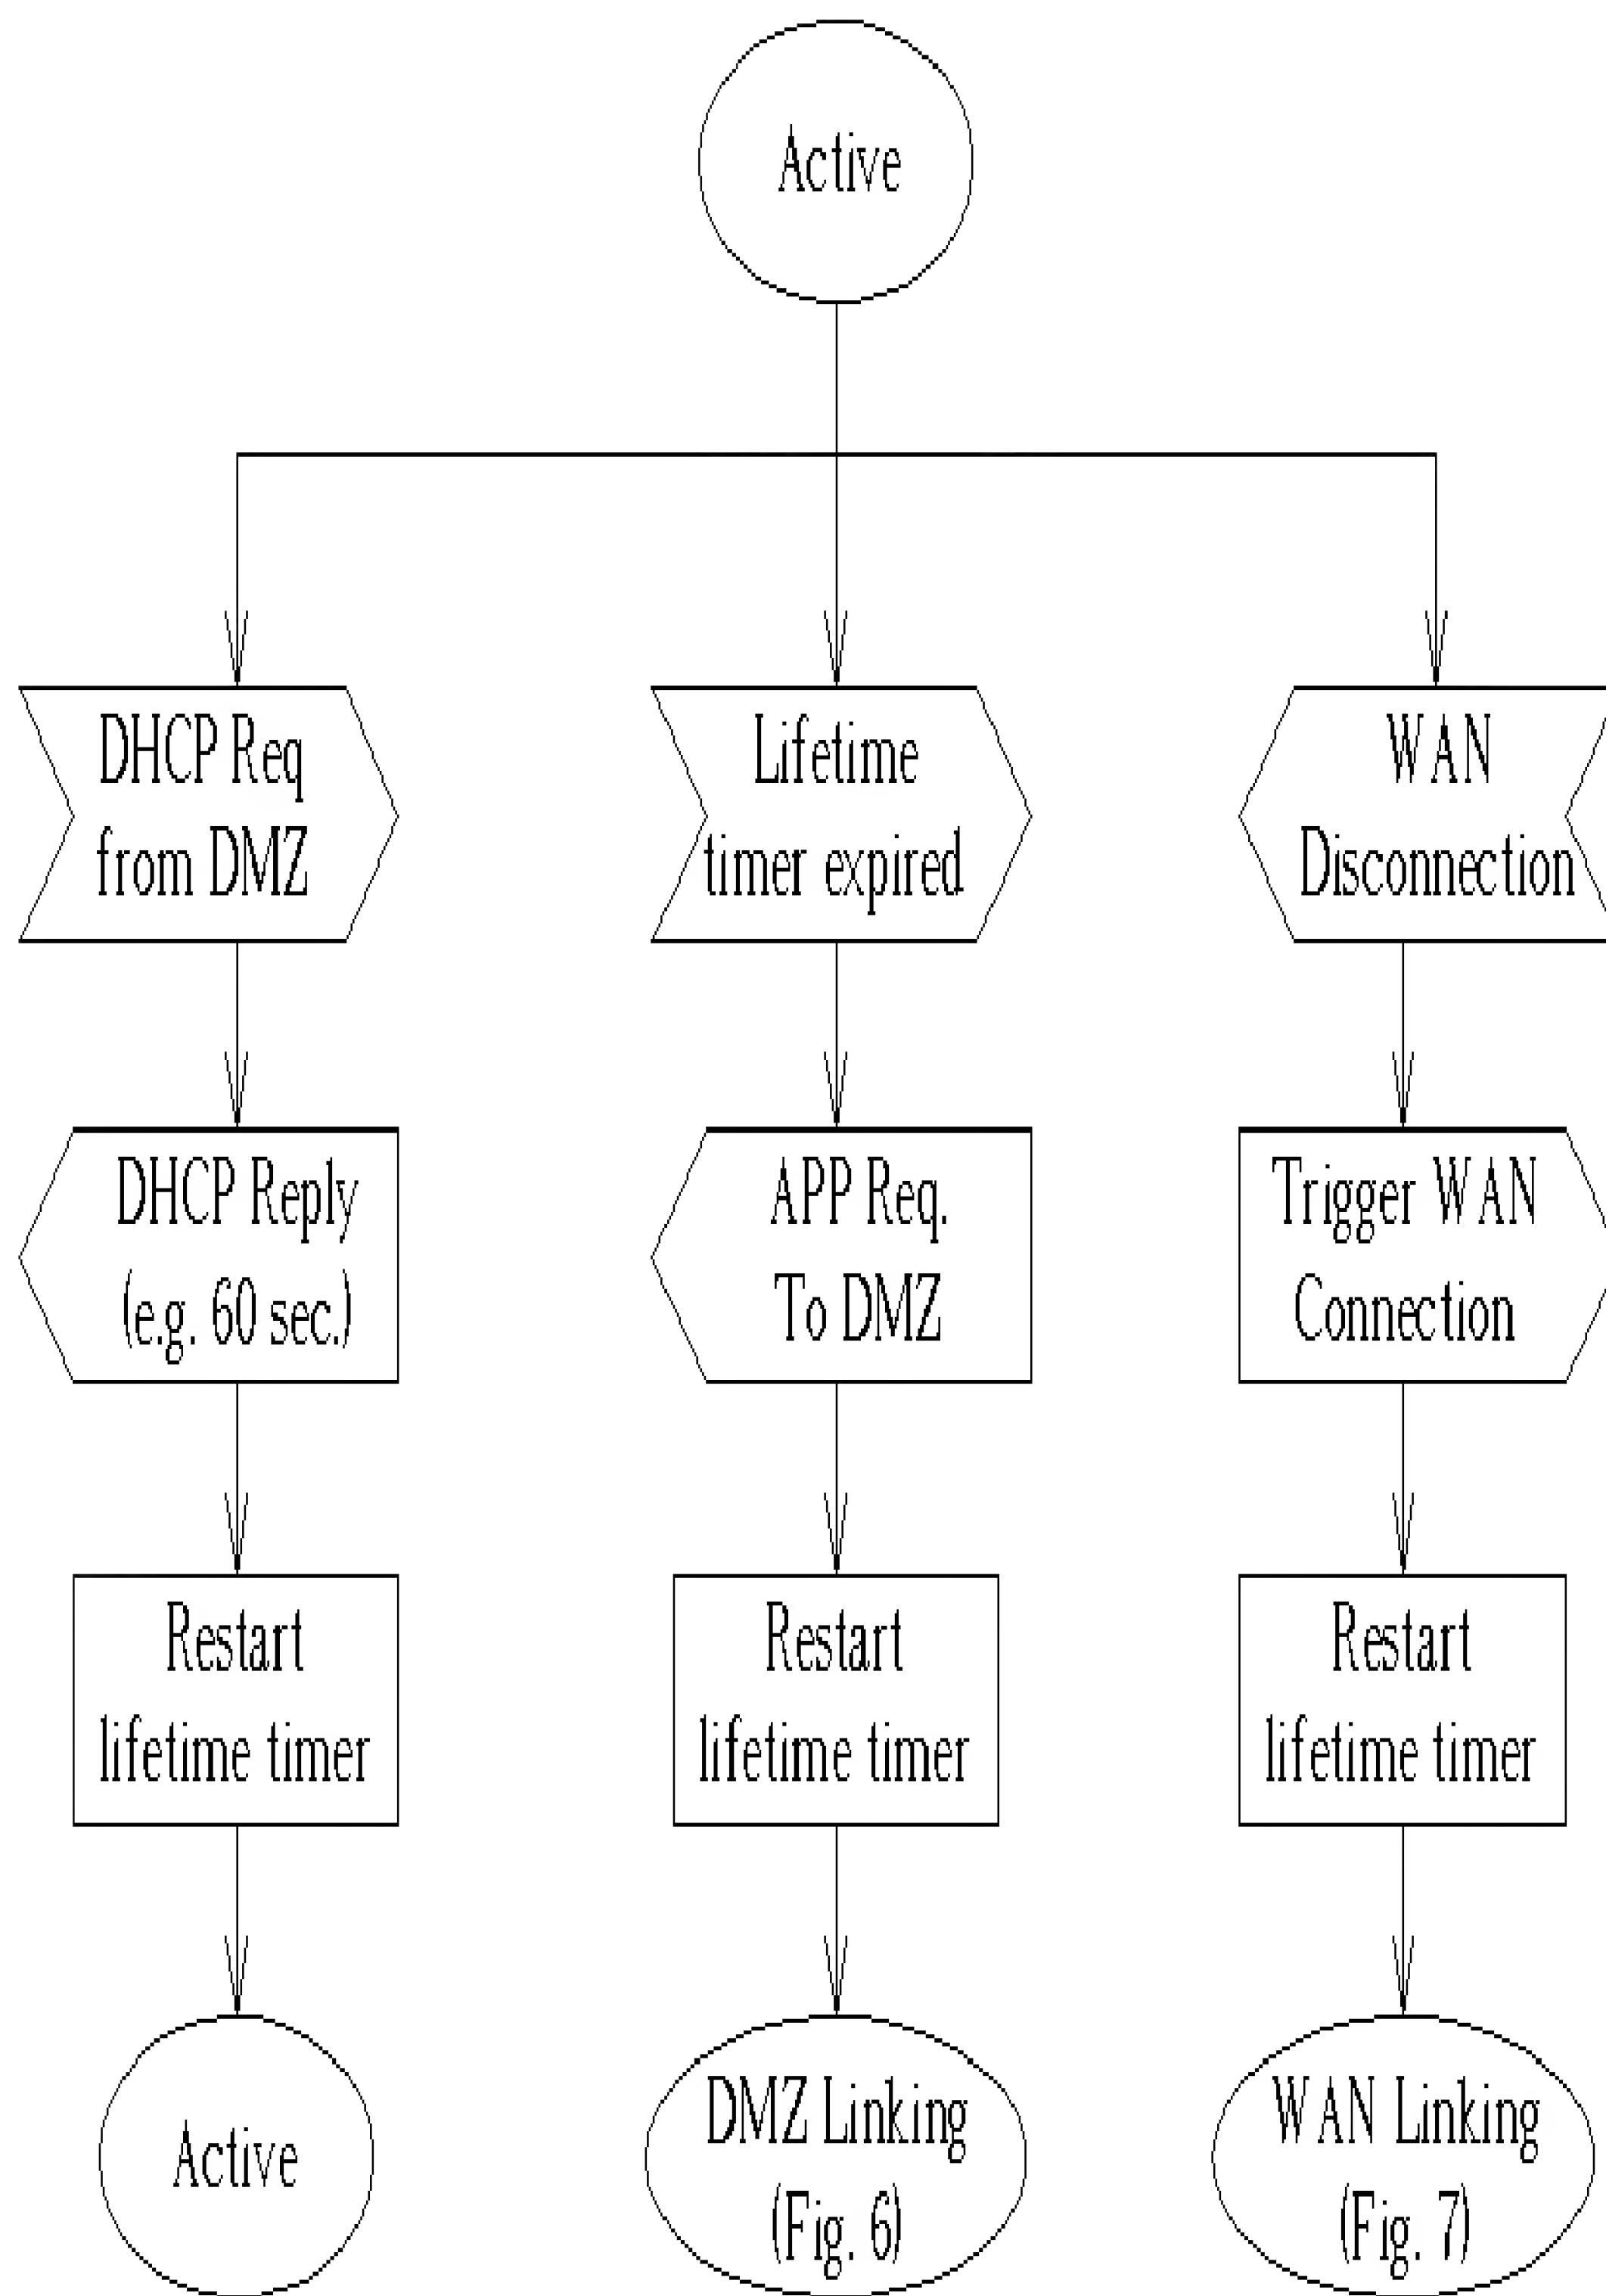 Active
DHCP Req
from DMZ
Lifetime
timer expired
WAN
Disconnection
DHCP Reply
(e.g. 60 sec.)
APP Req.
To DMZ
Trigger WAN
Connection
Restart
lifetime timer
Restart
lifetime timer
Restart
lifetime timer
Active
DMZ Linking
(Fig. 6)
WAN Linking
(Fig. 7)